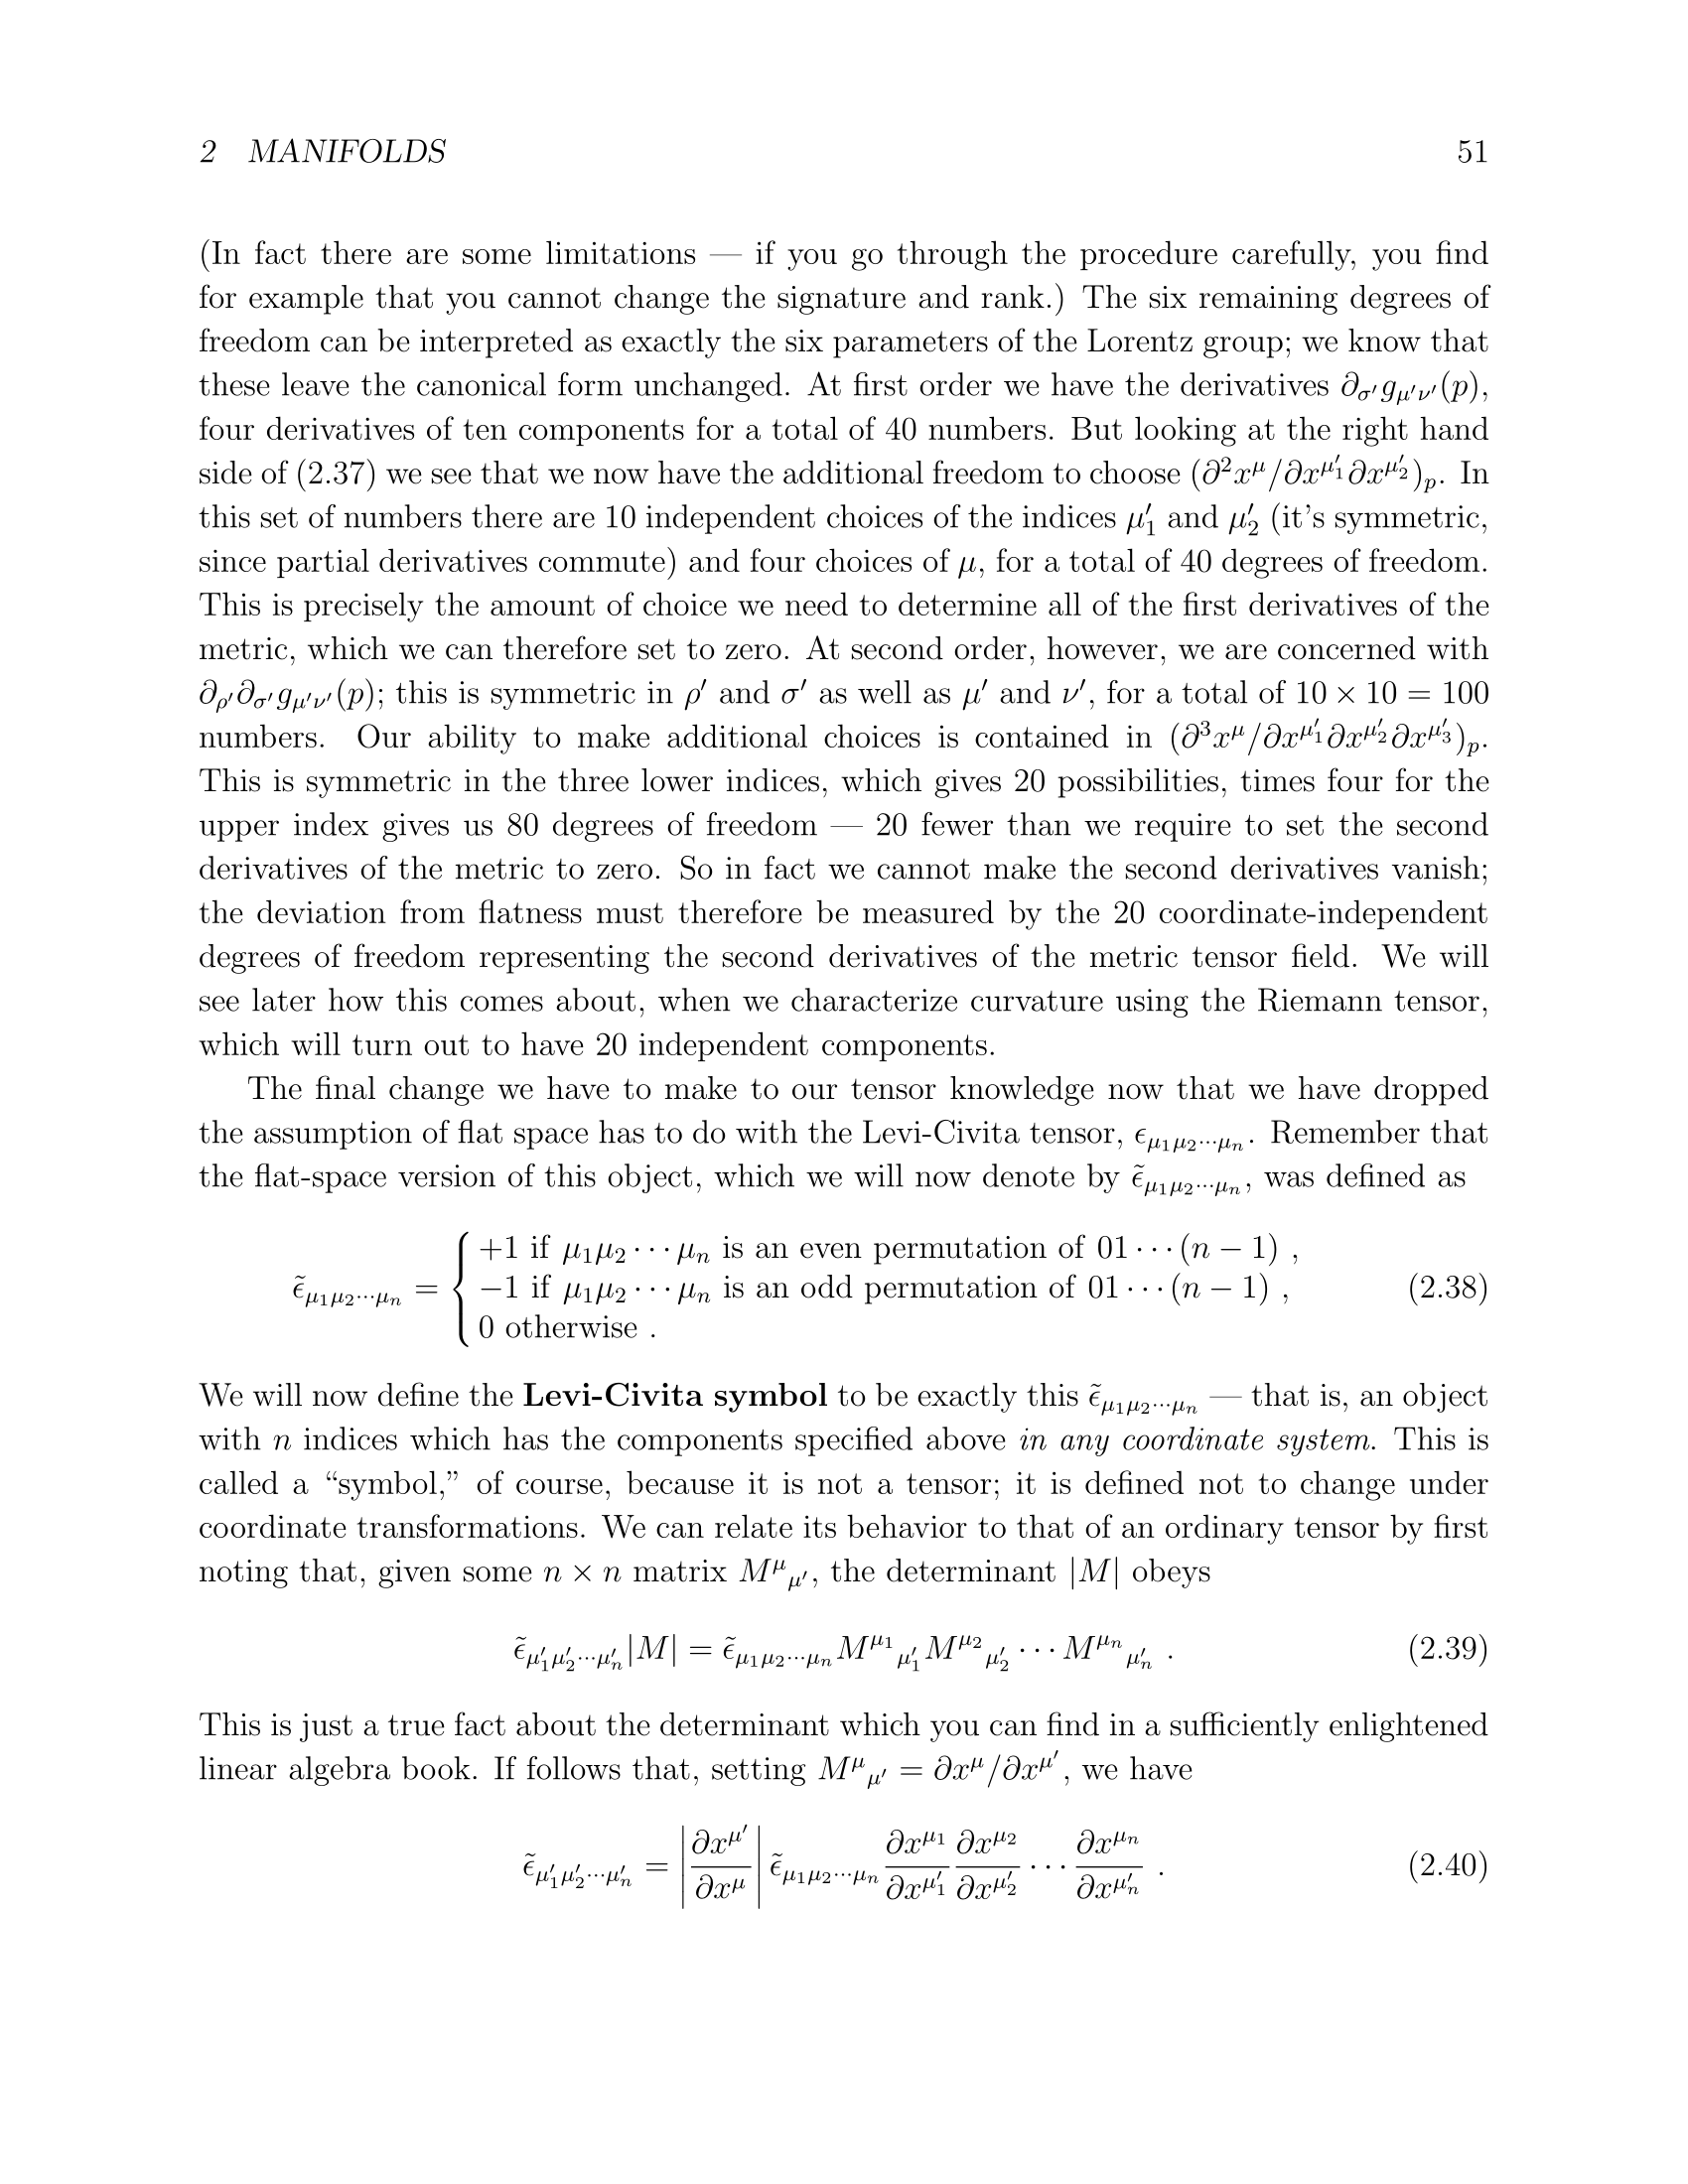 2 MANIFOLDS 51
(In fact there are some limitations — if you go through the procedure carefully, you find
for example that you cannot change the signature and rank.) The six remaining degrees of
freedom can be interpreted as exactly the six parameters of the Lorentz group; we know that
these leave the canonical form unchanged. At first order we have the derivatives $\partial_{\sigma'} g_{\mu'\nu'}(p)$,
four derivatives of ten components for a total of 40 numbers. But looking at the right hand
side of (2.37) we see that we now have the additional freedom to choose $(\partial^2 x^\mu/\partial x^{\mu'_1} \partial x^{\mu'_2})_p$. In
this set of numbers there are 10 independent choices of the indices $\mu'_1$ and $\mu'_2$ (it's symmetric,
since partial derivatives commute) and four choices of $\mu$, for a total of 40 degrees of freedom.
This is precisely the amount of choice we need to determine all of the first derivatives of the
metric, which we can therefore set to zero. At second order, however, we are concerned with
$\partial_{\rho'} \partial_{\sigma'} g_{\mu'\nu'}(p)$; this is symmetric in $\rho'$ and $\sigma'$ as well as $\mu'$ and $\nu'$, for a total of $10 \times 10 = 100$
numbers. Our ability to make additional choices is contained in $(\partial^3 x^\mu/\partial x^{\mu'_1} \partial x^{\mu'_2} \partial x^{\mu'_3})_p$.
This is symmetric in the three lower indices, which gives 20 possibilities, times four for the
upper index gives us 80 degrees of freedom — 20 fewer than we require to set the second
derivatives of the metric to zero. So in fact we cannot make the second derivatives vanish;
the deviation from flatness must therefore be measured by the 20 coordinate-independent
degrees of freedom representing the second derivatives of the metric tensor field. We will
see later how this comes about, when we characterize curvature using the Riemann tensor,
which will turn out to have 20 independent components.
The final change we have to make to our tensor knowledge now that we have dropped
the assumption of flat space has to do with the Levi-Civita tensor, $\epsilon_{\mu_1\mu_2\cdots\mu_n}$. Remember that
the flat-space version of this object, which we will now denote by $\tilde{\epsilon}_{\mu_1\mu_2\cdots\mu_n}$, was defined as
$\tilde{\epsilon}_{\mu_1\mu_2\cdots\mu_n} = \begin{cases} +1 \text{ if } \mu_1\mu_2\cdots\mu_n \text{ is an even permutation of } 01\cdots(n-1)\ , \\ -1 \text{ if } \mu_1\mu_2\cdots\mu_n \text{ is an odd permutation of } 01\cdots(n-1)\ , \\ 0 \text{ otherwise}\ . \end{cases}$ (2.38)
We will now define the **Levi-Civita symbol** to be exactly this $\tilde{\epsilon}_{\mu_1\mu_2\cdots\mu_n}$ — that is, an object
with $n$ indices which has the components specified above *in any coordinate system*. This is
called a “symbol,” of course, because it is not a tensor; it is defined not to change under
coordinate transformations. We can relate its behavior to that of an ordinary tensor by first
noting that, given some $n \times n$ matrix $M^\mu{}_{\mu'}$, the determinant $|M|$ obeys
$\tilde{\epsilon}_{\mu'_1\mu'_2\cdots\mu'_n} |M| = \tilde{\epsilon}_{\mu_1\mu_2\cdots\mu_n} M^{\mu_1}{}_{\mu'_1} M^{\mu_2}{}_{\mu'_2} \cdots M^{\mu_n}{}_{\mu'_n}\ .$ (2.39)
This is just a true fact about the determinant which you can find in a sufficiently enlightened
linear algebra book. If follows that, setting $M^\mu{}_{\mu'} = \partial x^\mu/\partial x^{\mu'}$, we have
$\tilde{\epsilon}_{\mu'_1\mu'_2\cdots\mu'_n} = \left| \frac{\partial x^{\mu'}}{\partial x^\mu} \right| \tilde{\epsilon}_{\mu_1\mu_2\cdots\mu_n} \frac{\partial x^{\mu_1}}{\partial x^{\mu'_1}} \frac{\partial x^{\mu_2}}{\partial x^{\mu'_2}} \cdots \frac{\partial x^{\mu_n}}{\partial x^{\mu'_n}}\ .$ (2.40)